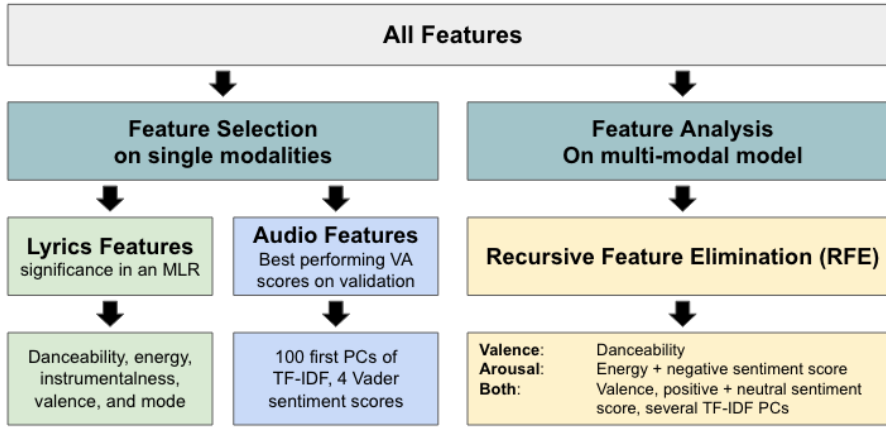 All Features
Feature Selection
on single modalities
Feature Analysis
On multi-modal model
Lyrics Features
significance in an MLR
Audio Features
Best performing VA
scores on validation
Recursive Feature Elimination (RFE)
Danceability, energy,
instrumentalness,
valence, and mode
100 first PCs of
TF-IDF, 4 Vader
sentiment scores
Valence: Danceability
Arousal: Energy + negative sentiment score
Both: Valence, positive + neutral sentiment
score, several TF-IDF PCs